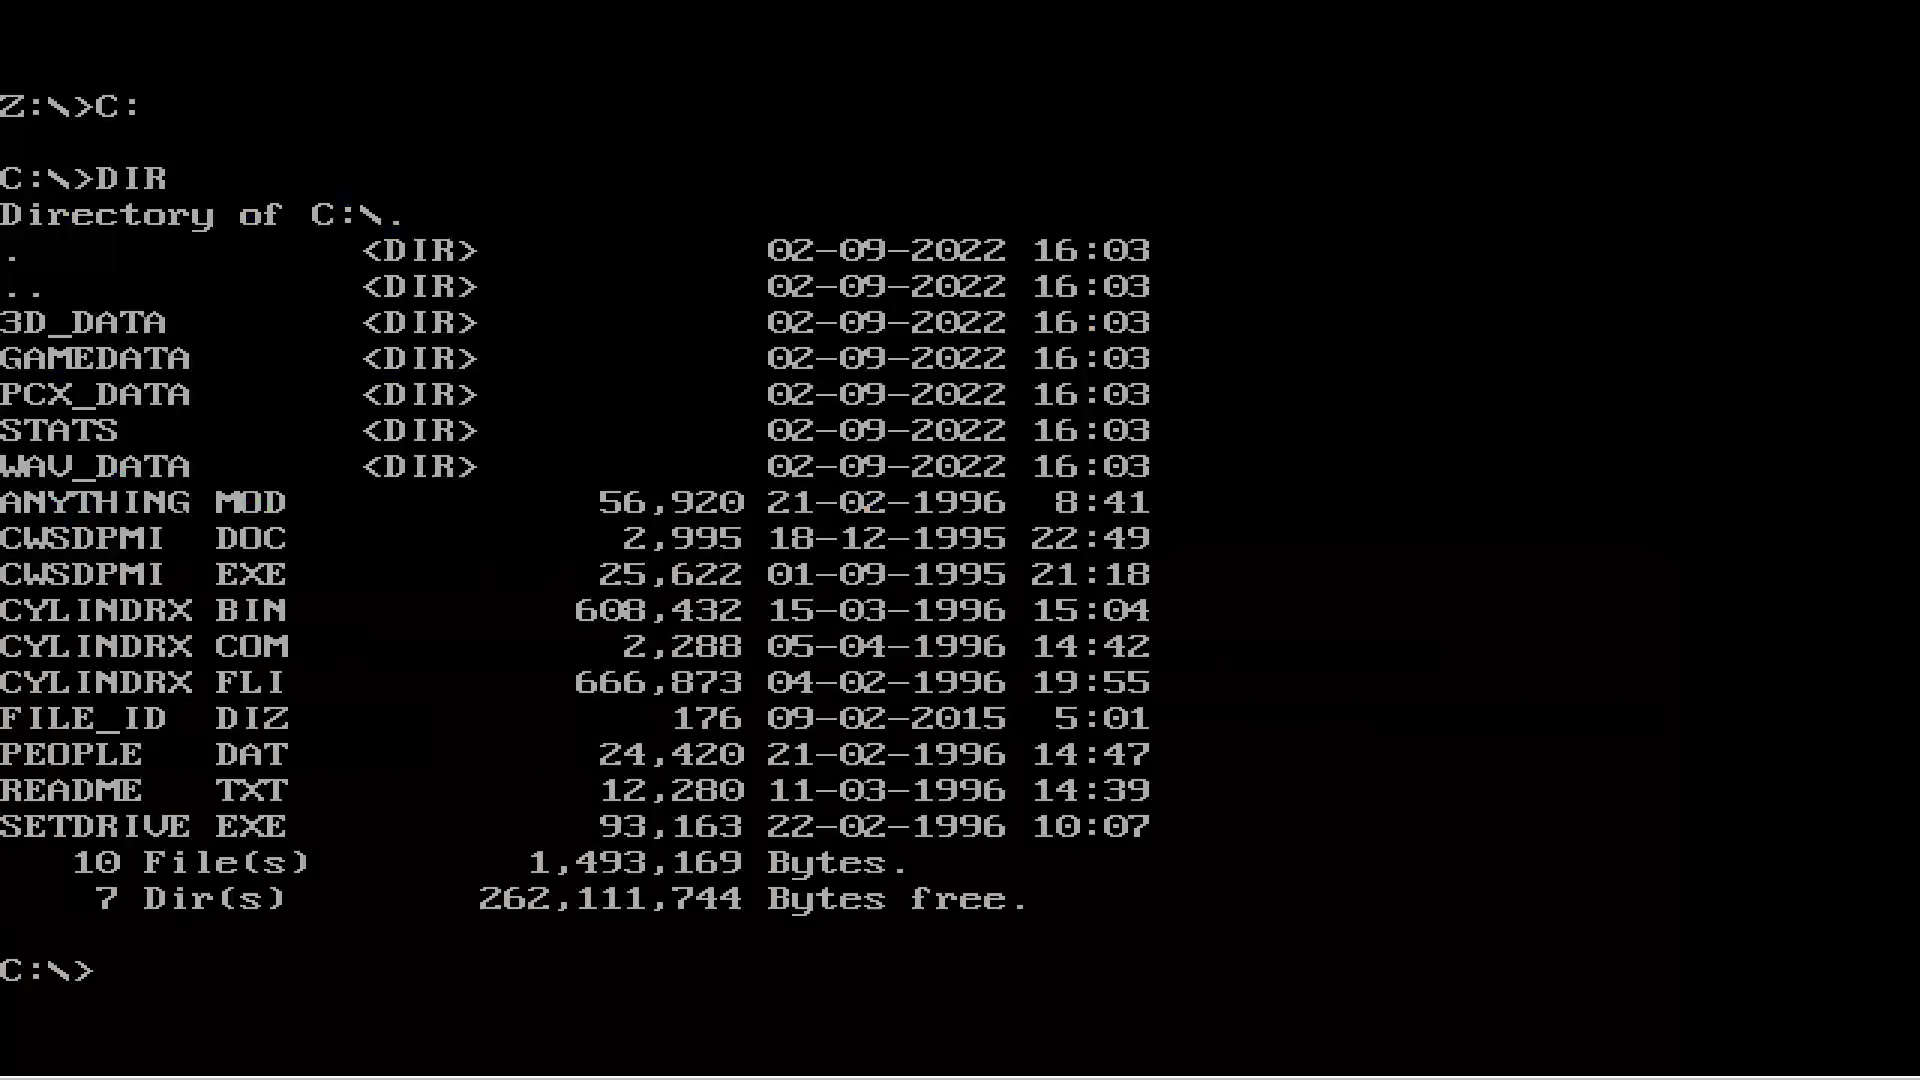 Z:\>C:
C:\>DIR
Directory of C:\.
.              <DIR>            02-09-2022 16:03
..             <DIR>            02-09-2022 16:03
3D_DATA        <DIR>            02-09-2022 16:03
GAMEDATA       <DIR>            02-09-2022 16:03
PCX_DATA       <DIR>            02-09-2022 16:03
STATS          <DIR>            02-09-2022 16:03
WAV_DATA       <DIR>            02-09-2022 16:03
ANYTHING MOD             56,920 21-02-1996  8:41
CWSDPMI  DOC              2,995 18-12-1995 22:49
CWSDPMI  EXE             25,622 01-09-1995 21:18
CYLINDRX BIN            608,432 15-03-1996 15:04
CYLINDRX COM              2,288 05-04-1996 14:42
CYLINDRX FLI            666,873 04-02-1996 19:55
FILE_ID  DIZ                176 09-02-2015  5:01
PEOPLE   DAT             24,420 21-02-1996 14:47
README   TXT             12,280 11-03-1996 14:39
SETDRIVE EXE             93,163 22-02-1996 10:07
   10 File(s)         1,493,169 Bytes.
    7 Dir(s)        262,111,744 Bytes free.
C:\>